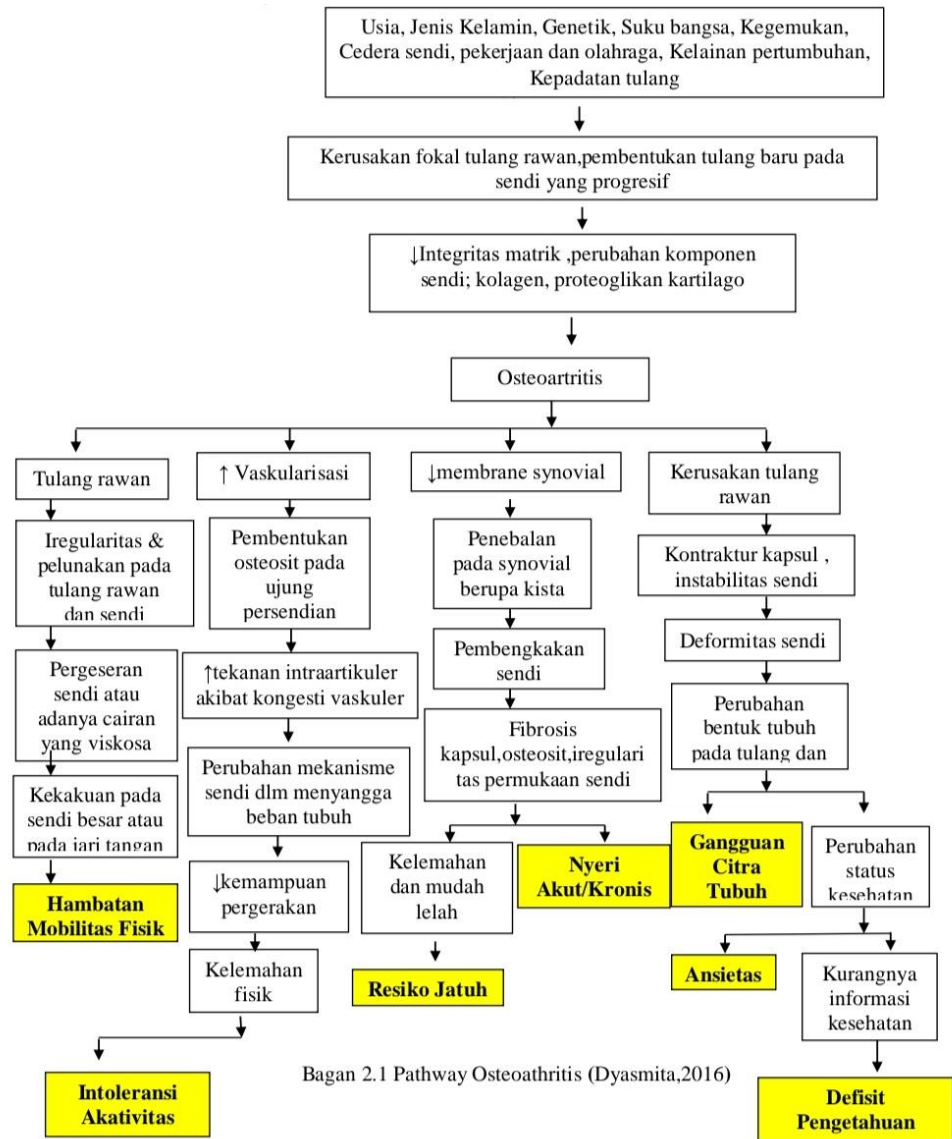 Usia, Jenis Kelamin, Genetik, Suku bangsa, Kegemukan,
Cedera sendi, pekerjaan dan olahraga, Kelainan pertumbuhan,
Kepadatan tulang
Kerusakan fokal tulang rawan,pembentukan tulang baru pada
sendi yang progresif
↓Integritas matrik ,perubahan komponen
sendi; kolagen, proteoglikan kartilago
Osteoartritis
Tulang rawan
Iregularitas &
pelunakan pada
tulang rawan
dan sendi
Pergeseran
sendi atau
adanya cairan
yang viskosa
Kekakuan pada
sendi besar atau
pada jari tangan
Hambatan
Mobilitas Fisik
↑ Vaskularisasi
Pembentukan
osteosit pada
ujung
persendian
↑tekanan intraartikuler
akibat kongesti vaskuler
Perubahan mekanisme
sendi dlm menyangga
beban tubuh
↓kemampuan
pergerakan
Kelemahan
fisik
Intoleransi
Akativitas
↓membrane synovial
Penebalan
pada synovial
berupa kista
Pembengkakan
sendi
Fibrosis
kapsul,osteosit,iregulari
tas permukaan sendi
Kelemahan
dan mudah
lelah
Resiko Jatuh
Nyeri
Akut/Kronis
Kerusakan tulang
rawan
Kontraktur kapsul ,
instabilitas sendi
Deformitas sendi
Perubahan
bentuk tubuh
pada tulang dan
Gangguan
Citra
Tubuh
Perubahan
status
kesehatan
Ansietas
Kurangnya
informasi
kesehatan
Defisit
Pengetahuan
Bagan 2.1 Pathway Osteoathritis (Dyasmita,2016)